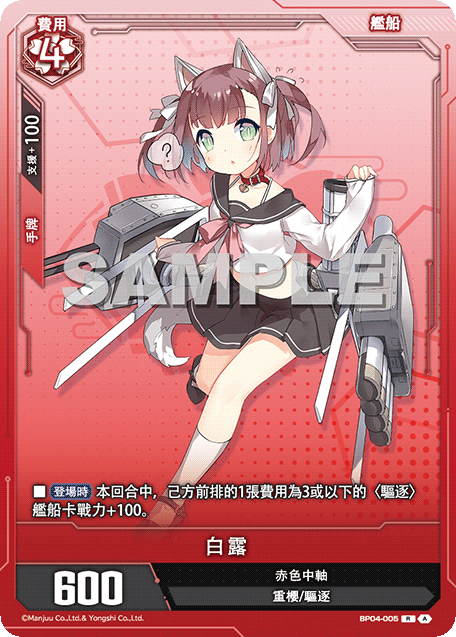 費用
4
艦船
支援+100
手牌
?
SAMPLE
■ 登場時 本回合中，己方前排的1張費用為3或以下的〈驅逐〉
艦船卡戰力+100。
白露
600
赤色中軸
重櫻/驅逐
©Manjuu Co.,Ltd.& Yongshi Co.,Ltd.
BP04-005 R A